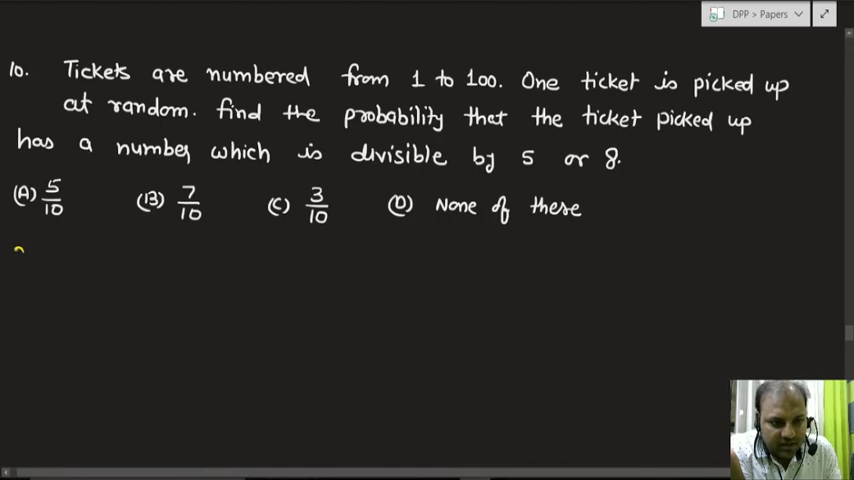 DPP > Papers
10. Tickets are numbered from 1 to 100. One ticket is picked up
at random. find the probability that the ticket picked up
has a number which is divisible by 5 or 8.
(A) 5/10 (B) 7/10 (C) 3/10 (D) None of these